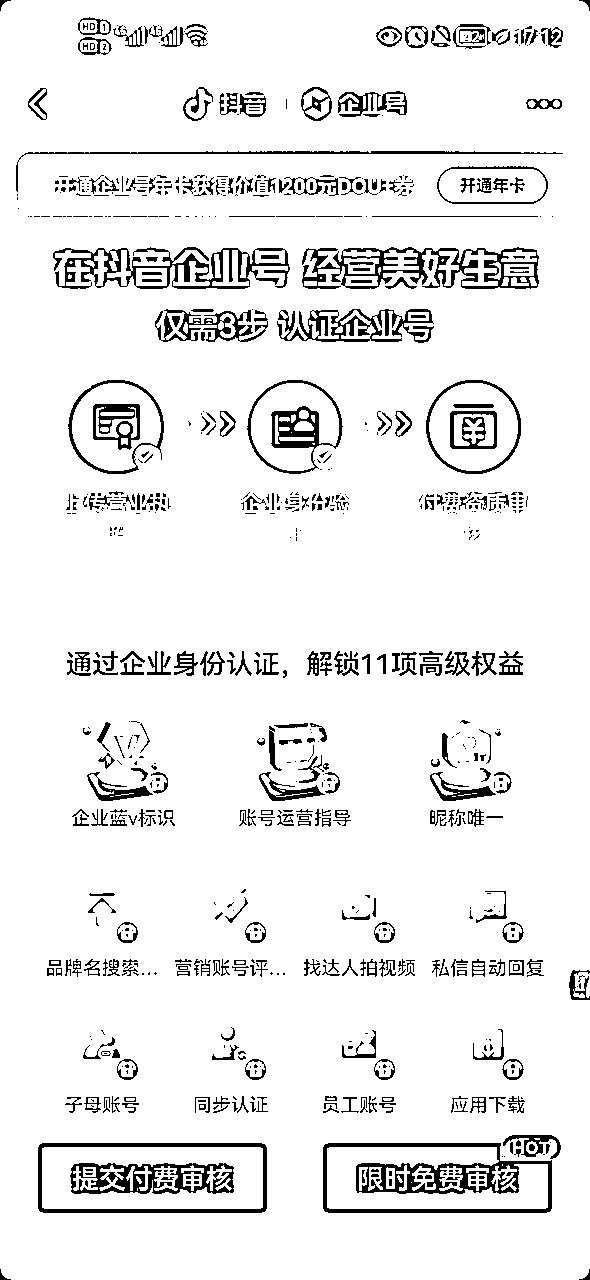 17:12
抖音 | 企业号
开通企业号年卡获得价值1200元DOU+券 开通年卡
在抖音企业号 经营美好生意
仅需3步 认证企业号
上传营业执照 企业身份验证 付费资质审核
通过企业身份认证，解锁11项高级权益
企业蓝v标识 账号运营指导 昵称唯一
品牌名搜索... 营销账号评... 找达人拍视频 私信自动回复
子母账号 同步认证 员工账号 应用下载
HOT
提交付费审核 限时免费审核